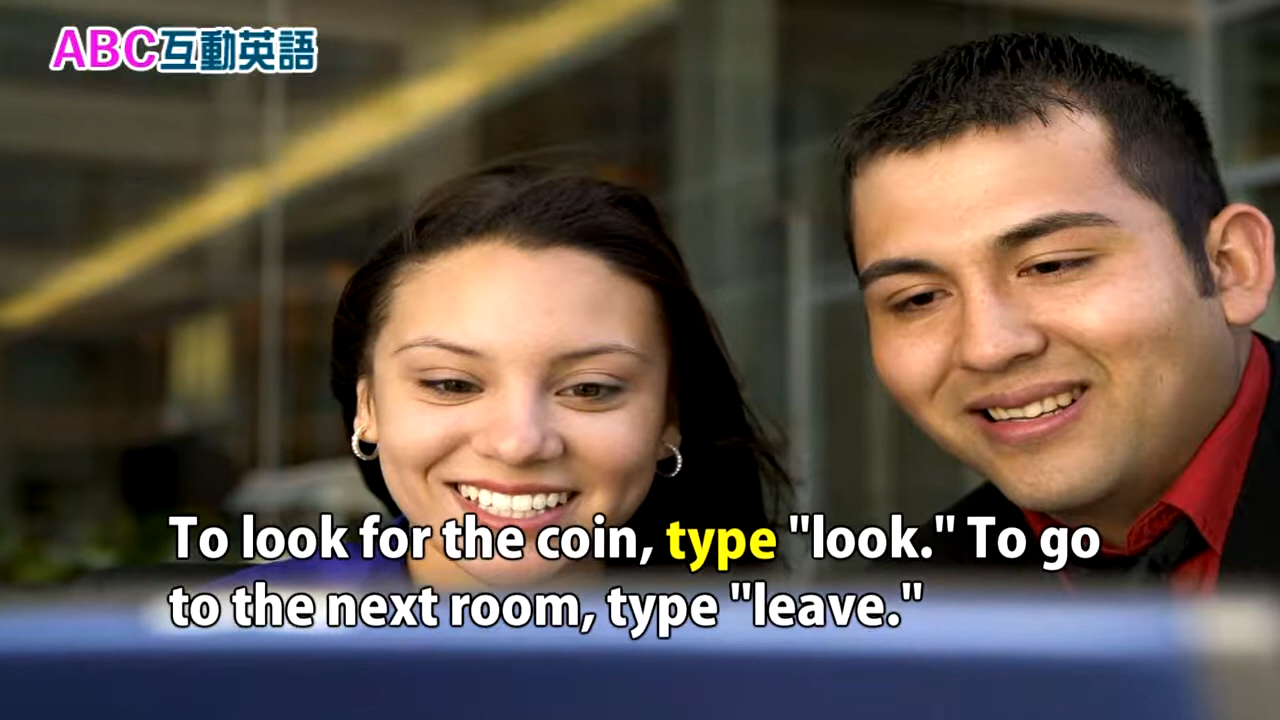 ABC互動英語
To look for the coin, type "look." To go
to the next room, type "leave."